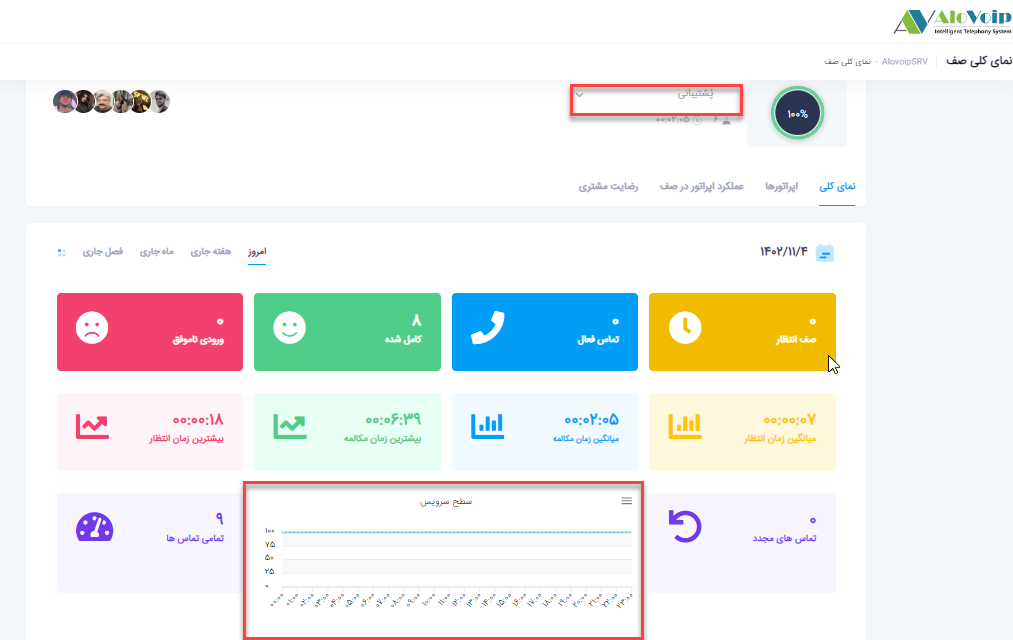 AloVoip
Intelligent Telephony System
نمای کلی صف
AlovoipSRV - نمای کلی صف
پشتیبانی
۱۰۰%
۶ ۰۰:۰۲:۰۵
نمای کلی
اپراتورها
عملکرد اپراتور در صف
رضایت مشتری
۱۴۰۲/۱۱/۴
امروز
هفته جاری
ماه جاری
فصل جاری
۰
صف انتظار
۰
تماس فعال
۸
کامل شده
۰
ورودی ناموفق
۰۰:۰۰:۰۷
میانگین زمان انتظار
۰۰:۰۲:۰۵
میانگین زمان مکالمه
۰۰:۰۶:۳۹
بیشترین زمان مکالمه
۰۰:۰۰:۱۸
بیشترین زمان انتظار
۰
تماس های مجدد
سطح سرویس
۱۰۰
۷۵
۵۰
۲۵
۰
۰۰:۰۰ ۰۱:۰۰ ۰۲:۰۰ ۰۳:۰۰ ۰۴:۰۰ ۰۵:۰۰ ۰۶:۰۰ ۰۷:۰۰ ۰۸:۰۰ ۰۹:۰۰ ۱۰:۰۰ ۱۱:۰۰ ۱۲:۰۰ ۱۳:۰۰ ۱۴:۰۰ ۱۵:۰۰ ۱۶:۰۰ ۱۷:۰۰ ۱۸:۰۰ ۱۹:۰۰ ۲۰:۰۰ ۲۱:۰۰ ۲۲:۰۰ ۲۳:۰۰
۹
تمامی تماس ها